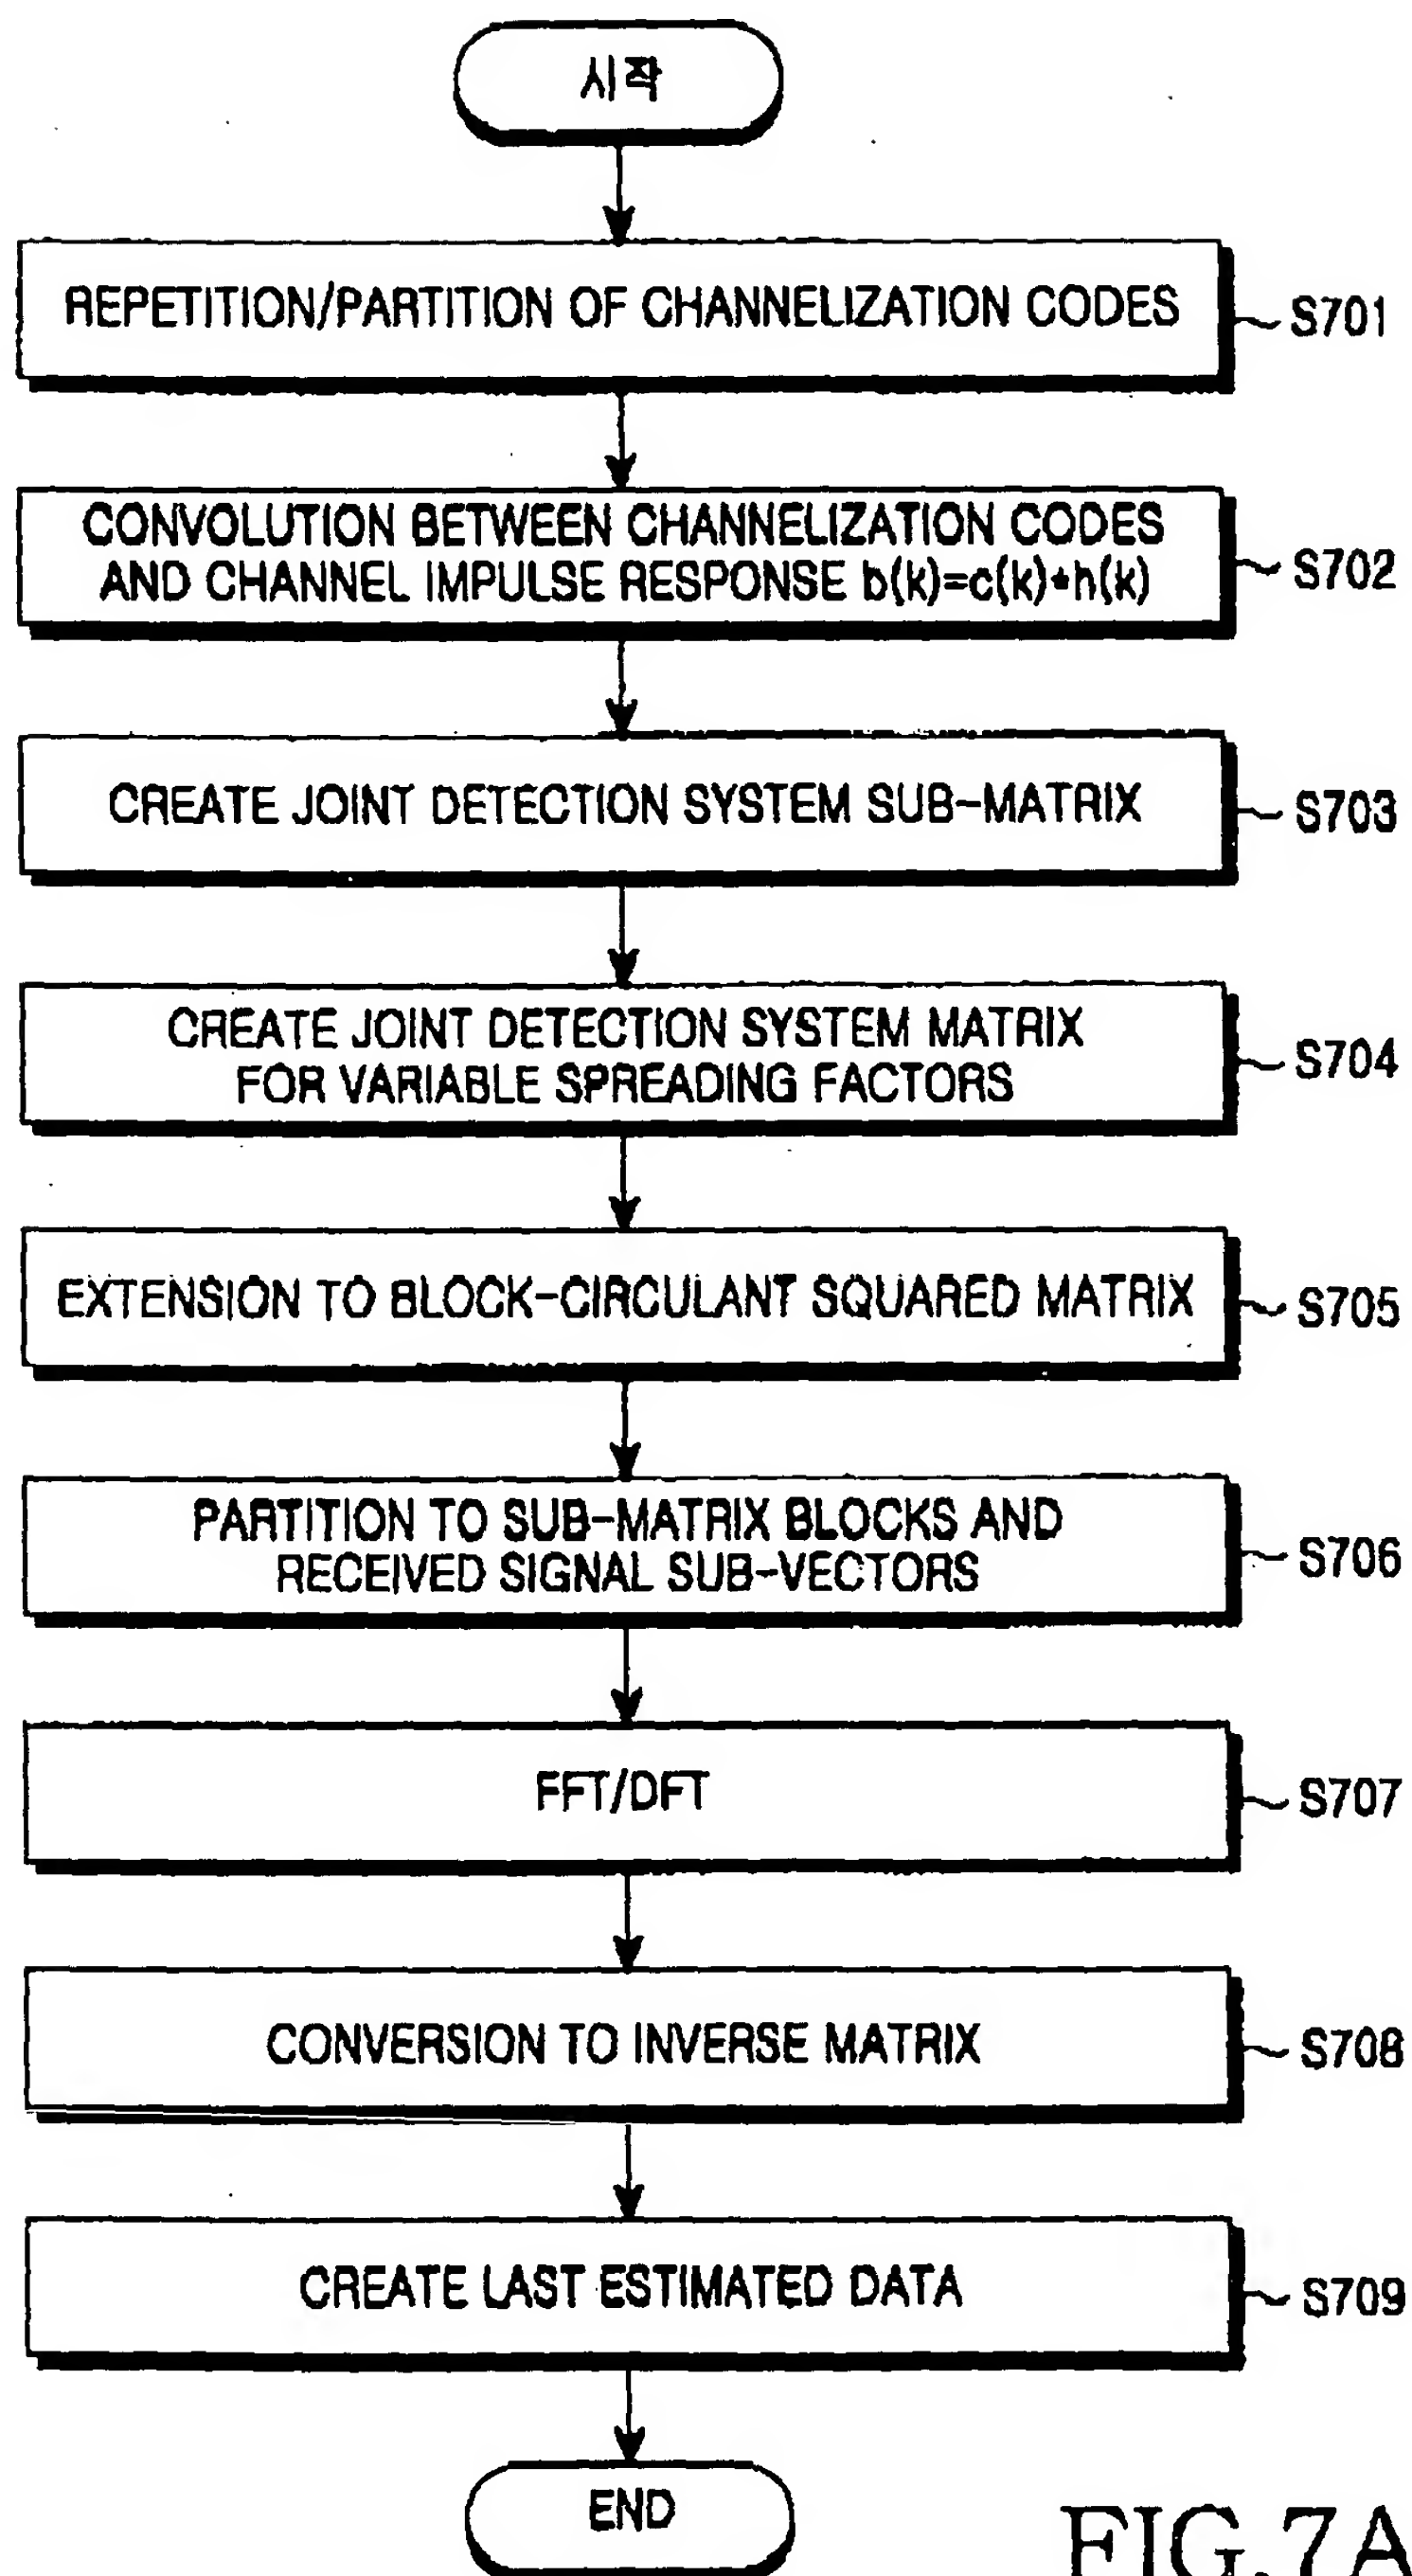 시작
REPETITION/PARTITION OF CHANNELIZATION CODES
S701
CONVOLUTION BETWEEN CHANNELIZATION CODES
AND CHANNEL IMPULSE RESPONSE b(k)=c(k)*h(k)
S702
CREATE JOINT DETECTION SYSTEM SUB-MATRIX
S703
CREATE JOINT DETECTION SYSTEM MATRIX
FOR VARIABLE SPREADING FACTORS
S704
EXTENSION TO BLOCK-CIRCULANT SQUARED MATRIX
S705
PARTITION TO SUB-MATRIX BLOCKS AND
RECEIVED SIGNAL SUB-VECTORS
S706
FFT/DFT
S707
CONVERSION TO INVERSE MATRIX
S708
CREATE LAST ESTIMATED DATA
S709
END
FIG.7A